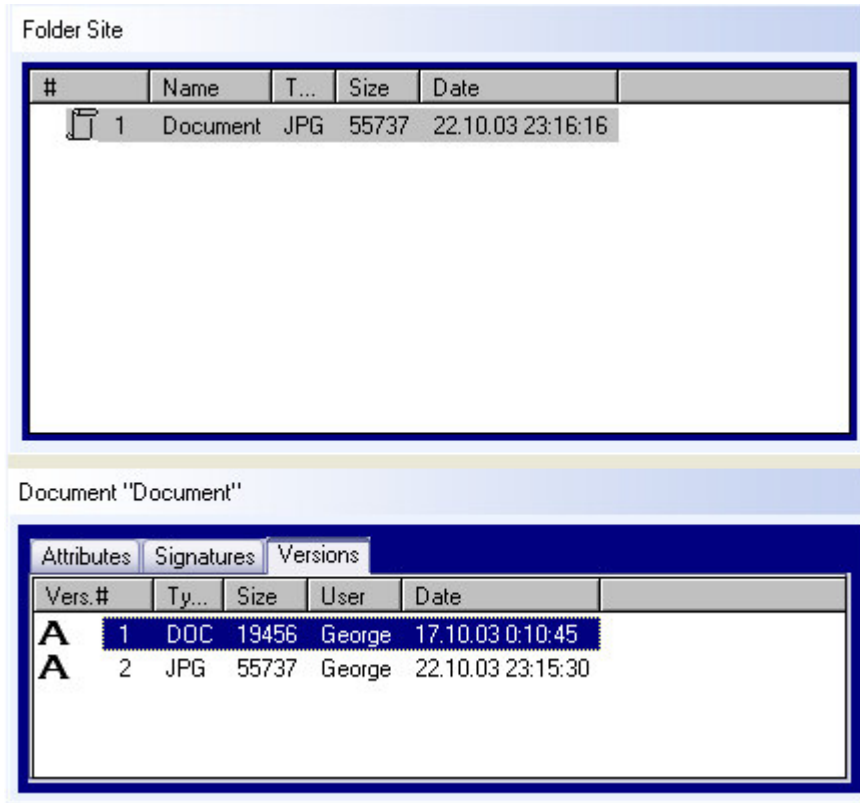 Folder Site
# Name T... Size Date
1 Document JPG 55737 22.10.03 23:16:16
Document "Document"
Attributes Signatures Versions
Vers.# Ty... Size User Date
A 1 DOC 19456 George 17.10.03 0:10:45
A 2 JPG 55737 George 22.10.03 23:15:30